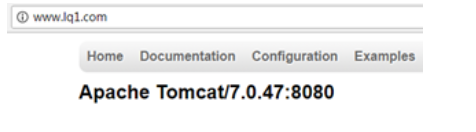 www.lq1.com
Home Documentation Configuration Examples
Apache Tomcat/7.0.47:8080